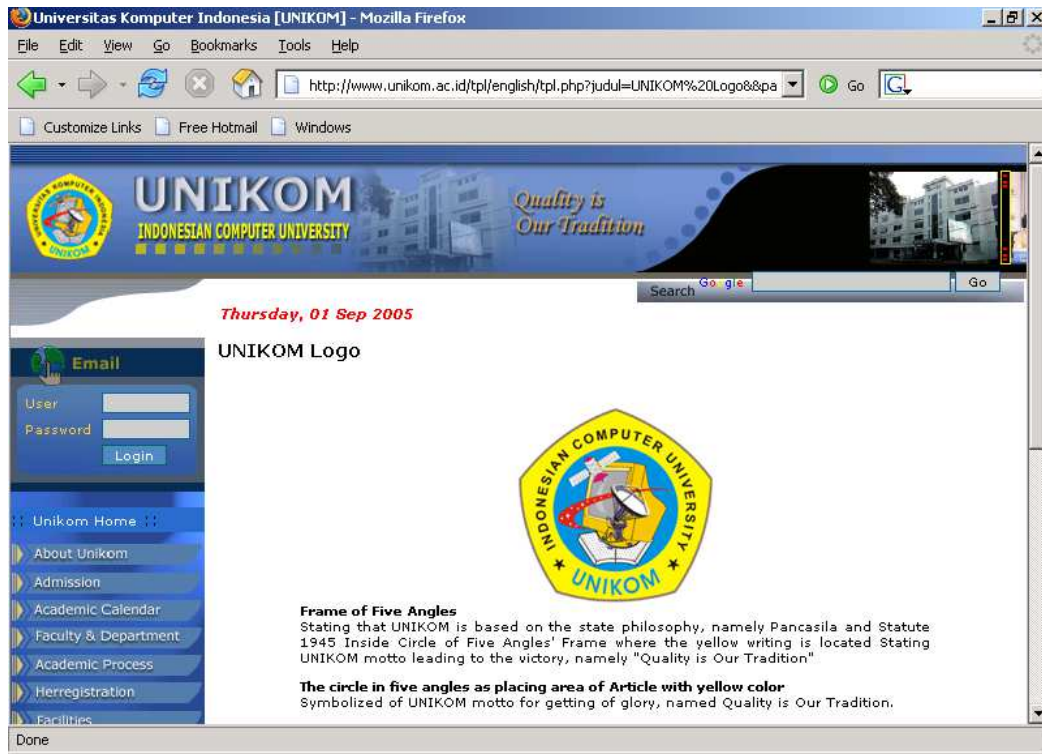 Universitas Komputer Indonesia [UNIKOM] - Mozilla Firefox
File Edit View Go Bookmarks Tools Help
http://www.unikom.ac.id/tpl/english/tpl.php?judul=UNIKOM%20Logo&&pa Go G
Customize Links Free Hotmail Windows
UNIVERSITAS KOMPUTER INDONESIA
UNIKOM
UNIKOM
INDONESIAN COMPUTER UNIVERSITY
Quality is
Our Tradition
Search Google Go
Thursday, 01 Sep 2005
UNIKOM Logo
Email
User
Password
Login
:: Unikom Home ::
About Unikom
Admission
Academic Calendar
Faculty & Department
Academic Process
Herregistration
Facilities
INDONESIAN COMPUTER UNIVERSITY
UNIKOM
Frame of Five Angles
Stating that UNIKOM is based on the state philosophy, namely Pancasila and Statute
1945 Inside Circle of Five Angles' Frame where the yellow writing is located Stating
UNIKOM motto leading to the victory, namely "Quality is Our Tradition"
The circle in five angles as placing area of Article with yellow color
Symbolized of UNIKOM motto for getting of glory, named Quality is Our Tradition.
Done